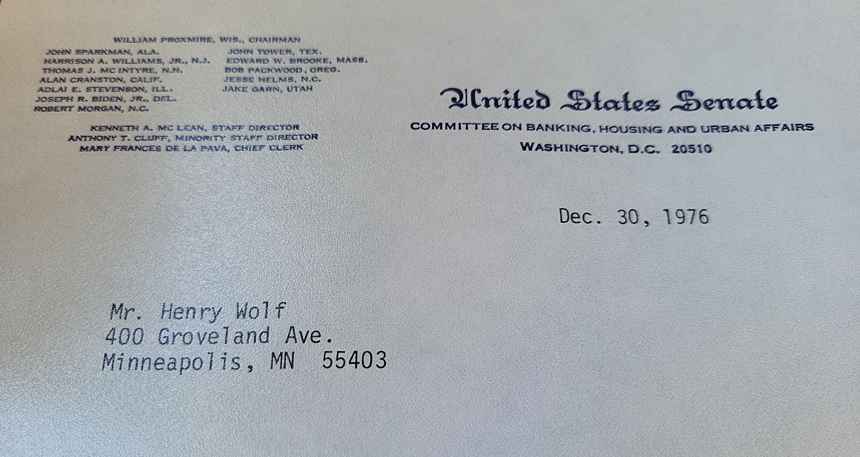 WILLIAM PROXMIRE, WIS., CHAIRMAN
JOHN SPARKMAN, ALA. JOHN TOWER, TEX.
HARRISON A. WILLIAMS, JR., N.J. EDWARD W. BROOKE, MASS.
THOMAS J. MC INTYRE, N.H. BOB PACKWOOD, OREG.
ALAN CRANSTON, CALIF. JESSE HELMS, N.C.
ADLAI E. STEVENSON, ILL. JAKE GARN, UTAH
JOSEPH R. BIDEN, JR., DEL.
ROBERT MORGAN, N.C.
KENNETH A. MC LEAN, STAFF DIRECTOR
ANTHONY T. CLUFF, MINORITY STAFF DIRECTOR
MARY FRANCES DE LA PAVA, CHIEF CLERK
United States Senate
COMMITTEE ON BANKING, HOUSING AND URBAN AFFAIRS
WASHINGTON, D.C. 20510
Dec. 30, 1976
Mr. Henry Wolf
400 Groveland Ave.
Minneapolis, MN 55403